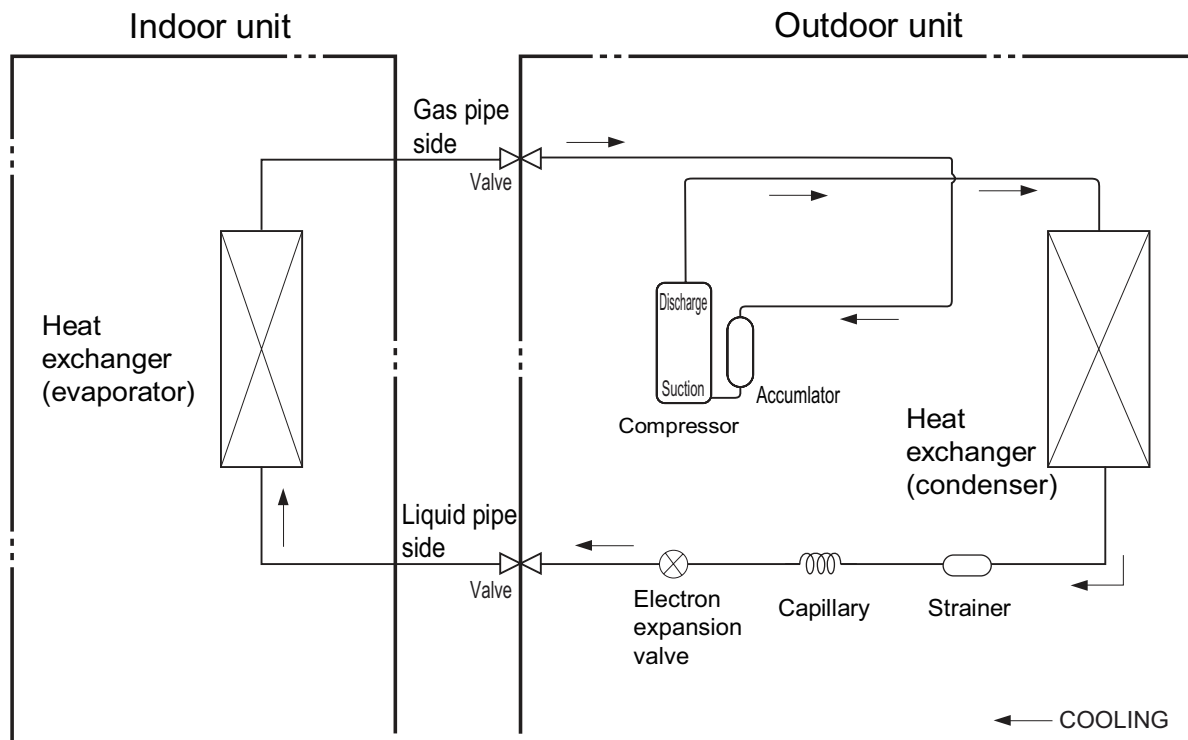 Indoor unit
Outdoor unit
Gas pipe
side
Valve
Discharge
Suction
Accumlator
Compressor
Heat
exchanger
(evaporator)
Heat
exchanger
(condenser)
Liquid pipe
side
Valve
Electron
expansion
valve
Capillary
Strainer
COOLING